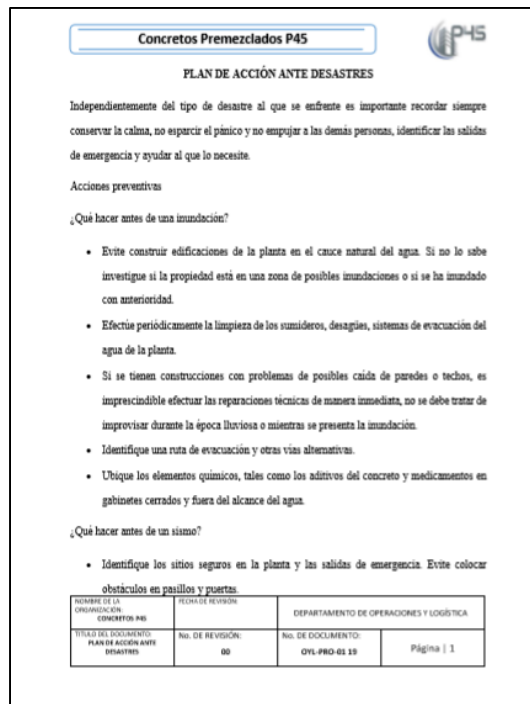 Concretos Premezclados P45
P45
PLAN DE ACCIÓN ANTE DESASTRES
Independientemente del tipo de desastre al que se enfrente es importante recordar siempre
conservar la calma, no esparcir el pánico y no empujar a las demás personas, identificar las salidas
de emergencia y ayudar al que lo necesite.
Acciones preventivas
¿Qué hacer antes de una inundación?
• Evite construir edificaciones de la planta en el cauce natural del agua. Si no lo sabe
investigue si la propiedad está en una zona de posibles inundaciones o si se ha inundado
con anterioridad.
• Efectúe periódicamente la limpieza de los sumideros, desagües, sistemas de evacuación del
agua de la planta.
• Si se tienen construcciones con problemas de posibles caída de paredes o techos, es
imprescindible efectuar las reparaciones técnicas de manera inmediata, no se debe tratar de
improvisar durante la época lluviosa o mientras se presenta la inundación.
• Identifique una ruta de evacuación y otras vías alternativas.
• Ubique los elementos químicos, tales como los aditivos del concreto y medicamentos en
gabinetes cerrados y fuera del alcance del agua.
¿Qué hacer antes de un sismo?
• Identifique los sitios seguros en la planta y las salidas de emergencia. Evite colocar
obstáculos en pasillos y puertas.
NOMBRE DE LA
ORGANIZACIÓN:
CONCRETOS P45
FECHA DE REVISIÓN:
DEPARTAMENTO DE OPERACIONES Y LOGÍSTICA
TITULO DEL DOCUMENTO:
PLAN DE ACCIÓN ANTE
DESASTRES
No. DE REVISIÓN:
00
No. DE DOCUMENTO:
OYL-PRO-01 19
Página | 1